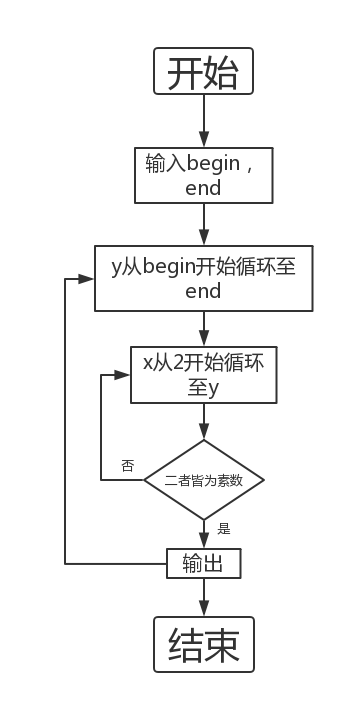 开始
输入begin，
end
y从begin开始循环至
end
x从2开始循环
至y
二者皆为素数
否
是
输出
结束